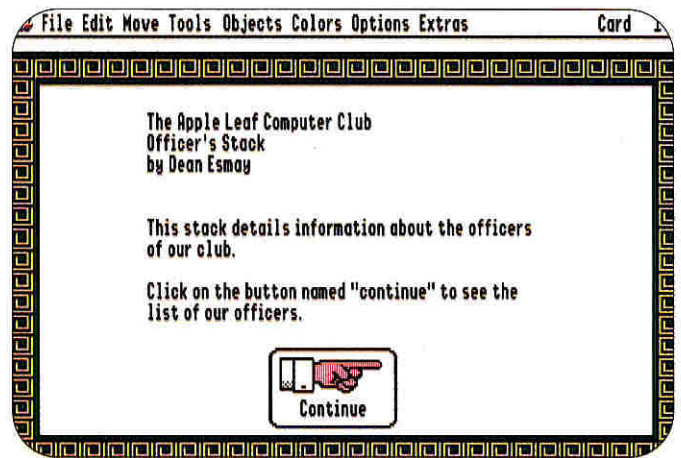 File Edit Move Tools Objects Colors Options Extras Card
The Apple Leaf Computer Club
Officer's Stack
by Dean Esmay
This stack details information about the officers
of our club.
Click on the button named "continue" to see the
list of our officers.
Continue